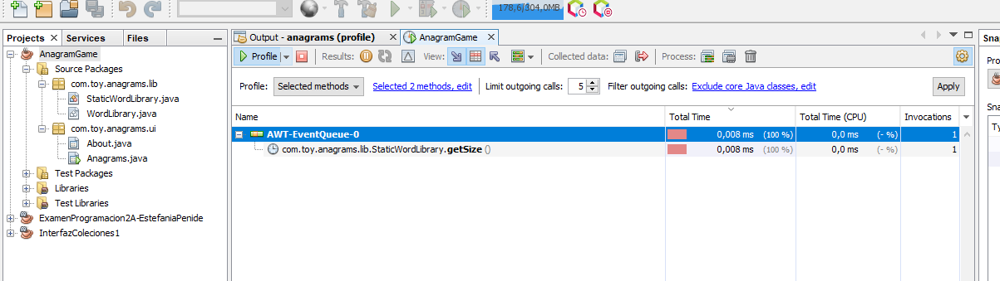 178,6/304,0MB
Projects Services Files
AnagramGame
Source Packages
com.toy.anagrams.lib
StaticWordLibrary.java
WordLibrary.java
com.toy.anagrams.ui
About.java
Anagrams.java
Test Packages
Libraries
Test Libraries
ExamenProgramacion2A-EstefaniaPenide
InterfazColeciones1
Output - anagrams (profile) AnagramGame
Profile Results: View: Collected data: Process:
Profile: Selected methods Selected 2 methods, edit Limit outgoing calls: 5 Filter outgoing calls: Exclude core Java classes, edit Apply
Name Total Time Total Time (CPU) Invocations
AWT-EventQueue-0 0,008 ms (100 %) 0,0 ms (- %) 1
com.toy.anagrams.lib.StaticWordLibrary.getSize () 0,008 ms (100 %) 0,0 ms (- %) 1
Snap
Pro
Sna
Ty